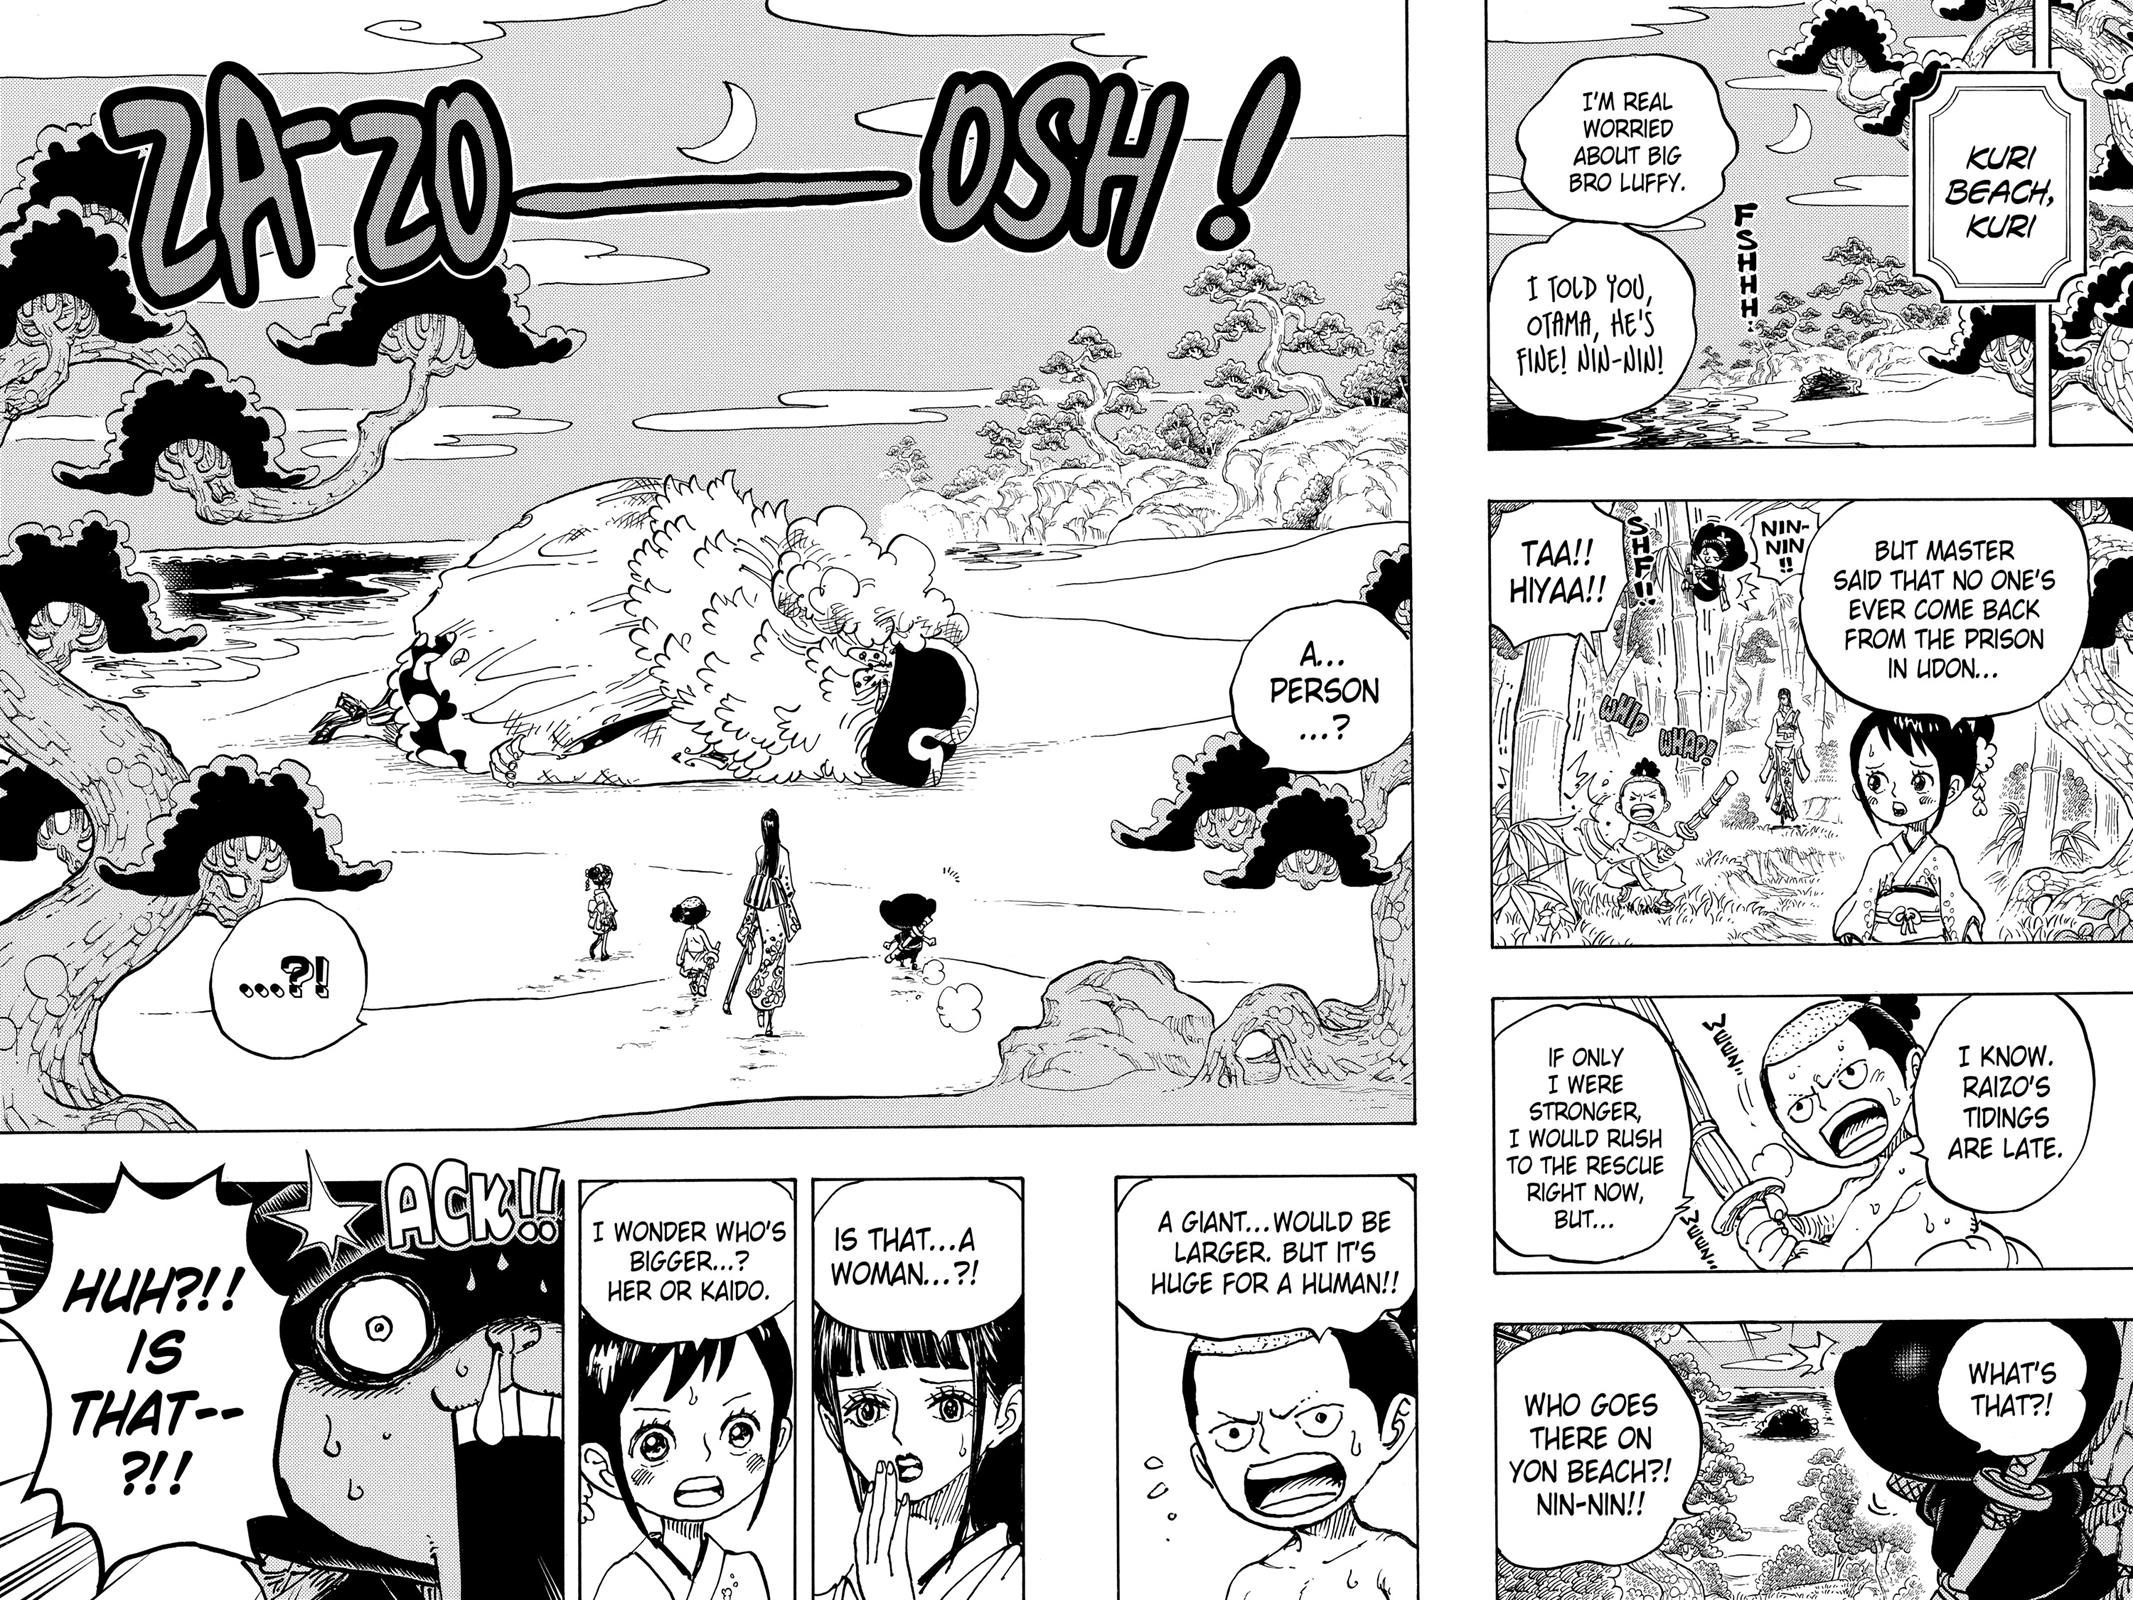 KURI
BEACH,
KURI
I'M REAL
WORRIED
ABOUT BIG
BRO LUFFY.
FSHHH!
I TOLD YOU,
OTAMA, HE'S
FINE! NIN-NIN!
BUT MASTER
SAID THAT NO ONE'S
EVER COME BACK
FROM THE PRISON
IN UDON...
NIN-
NIN
!!
SHF!!
TAA!!
HIYAA!!
WHIP
WHAP!
I KNOW.
RAIZO'S
TIDINGS
ARE LATE.
IF ONLY
I WERE
STRONGER,
I WOULD RUSH
TO THE RESCUE
RIGHT NOW,
BUT...
WHAT'S
THAT?!
WHO GOES
THERE ON
YON BEACH?!
NIN-NIN!!
ZA-ZO—OSH!
A...
PERSON
...?
...?!
A GIANT...WOULD BE
LARGER. BUT IT'S
HUGE FOR A HUMAN!!
IS THAT...A
WOMAN...?!
I WONDER WHO'S
BIGGER...?
HER OR KAIDO.
ACK!!
HUH?!!
IS
THAT--
?!!